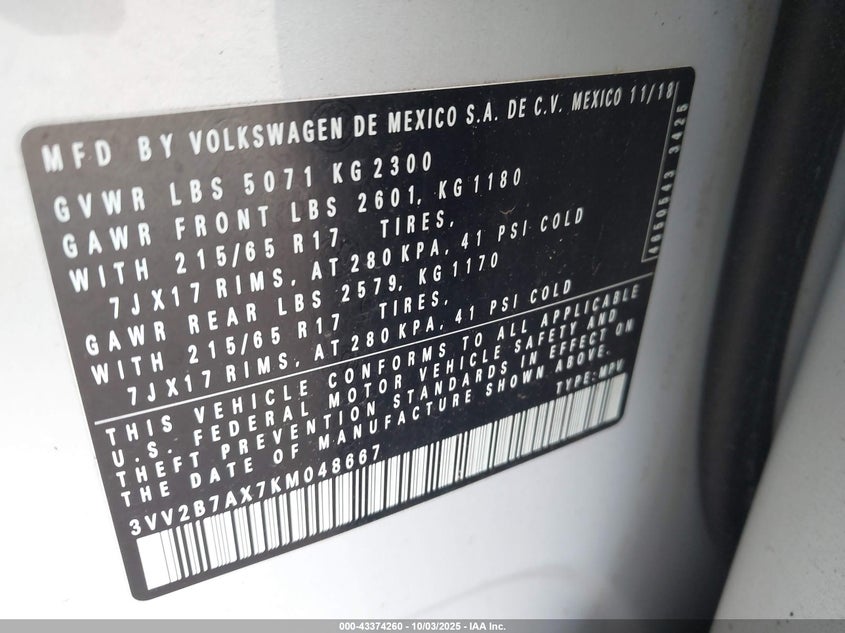 MFD BY VOLKSWAGEN DE MEXICO S.A. DE C.V. MEXICO 11/18
GVWR LBS 5071 KG 2300
GAWR FRONT LBS 2601, KG 1180
WITH 215/65 R17 TIRES,
7JX17 RIMS, AT 280 KPA, 41 PSI COLD
GAWR REAR LBS 2579, KG 1170
WITH 215/65 R17 TIRES,
7JX17 RIMS, AT 280 KPA, 41 PSI COLD
THIS VEHICLE CONFORMS TO ALL APPLICABLE
U.S. FEDERAL MOTOR VEHICLE SAFETY AND
THEFT PREVENTION STANDARDS IN EFFECT ON
THE DATE OF MANUFACTURE SHOWN ABOVE.
TYPE: MPV
3VV2B7AX7KM048667
4650543 3425
000-43374260 - 10/03/2025 - IAA Inc.